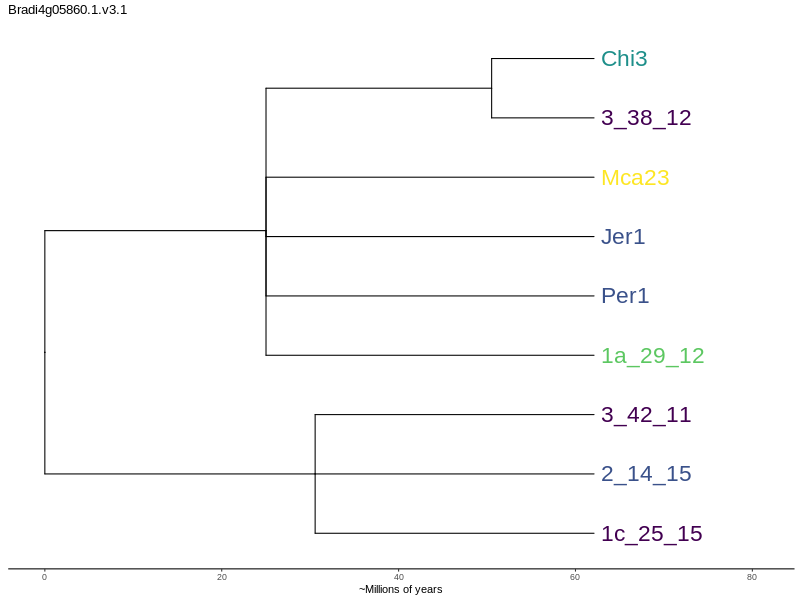 Bradi4g05860.1.v3.1
Chi3
3_38_12
Mca23
Jer1
Per1
1a_29_12
3_42_11
2_14_15
1c_25_15
0 20 40 60 80
~Millions of years